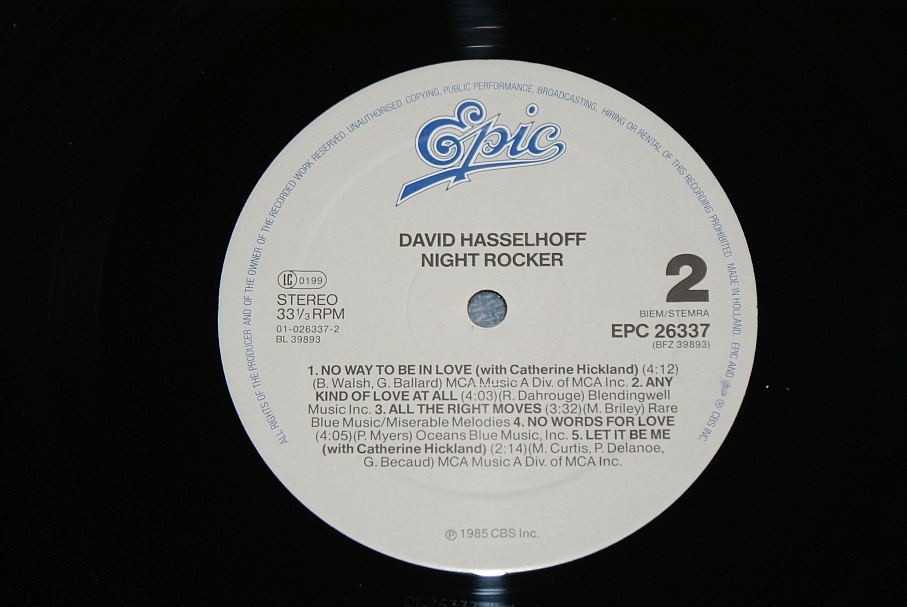 ALL RIGHTS OF THE PRODUCER AND OF THE OWNER OF THE RECORDED WORK RESERVED. UNAUTHORISED COPYING, PUBLIC PERFORMANCE, BROADCASTING, HIRING OR RENTAL OF THIS RECORDING PROHIBITED. MADE IN HOLLAND. EPIC AND ℗ CBS INC.
Epic
DAVID HASSELHOFF
NIGHT ROCKER
LC 0199
STEREO
33⅓ RPM
01-026337-2
BL 39893
2
BIEM/STEMRA
EPC 26337
(BFZ 39893)
1. NO WAY TO BE IN LOVE (with Catherine Hickland) (4:12)
(B. Walsh, G. Ballard) MCA Music A Div. of MCA Inc. 2. ANY
KIND OF LOVE AT ALL (4:03)(R. Dahrouge) Blendingwell
Music Inc. 3. ALL THE RIGHT MOVES (3:32)(M. Briley) Rare
Blue Music/Miserable Melodies 4. NO WORDS FOR LOVE
(4:05)(P. Myers) Oceans Blue Music, Inc. 5. LET IT BE ME
(with Catherine Hickland) (2:14)(M. Curtis, P. Delanoe,
G. Becaud) MCA Music A Div. of MCA Inc.
℗ 1985 CBS Inc.